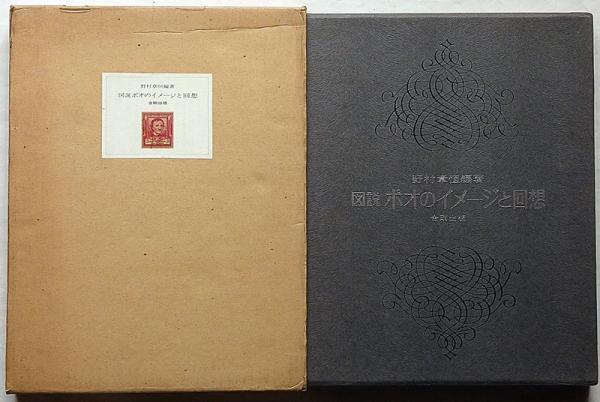 野村章恒編著
図説 ポオのイメージと回想
金剛出版
野村章恒編著
図説 ポオのイメージと回想
金剛出版